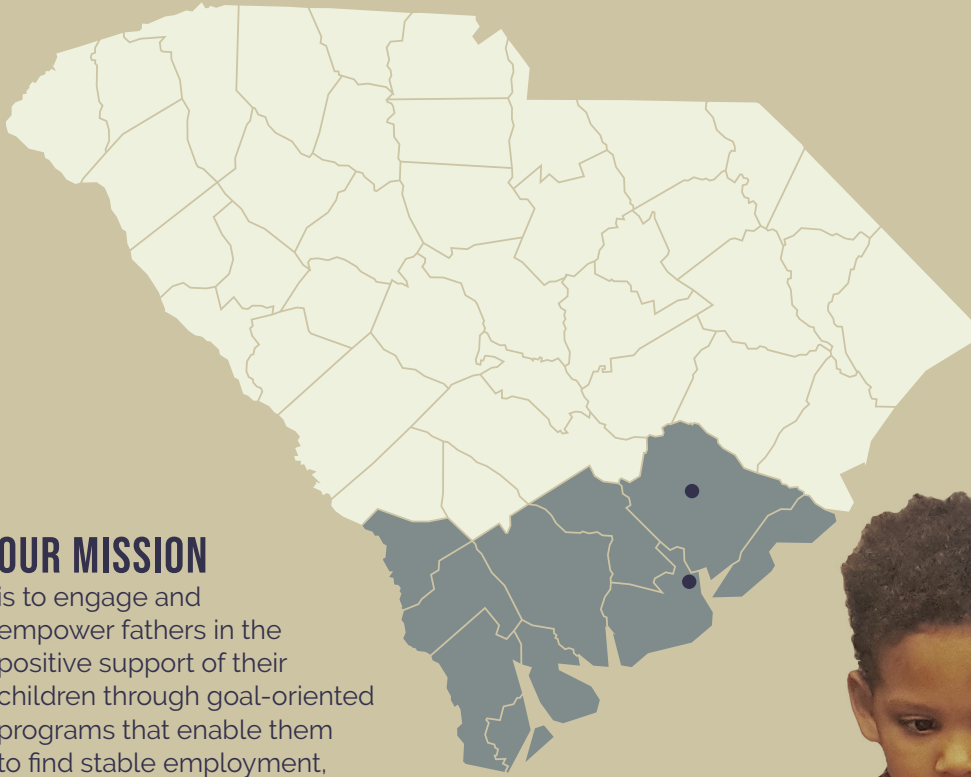 OUR MISSION
is to engage and
empower fathers in the
positive support of their
children through goal-oriented
programs that enable them
to find stable employment,